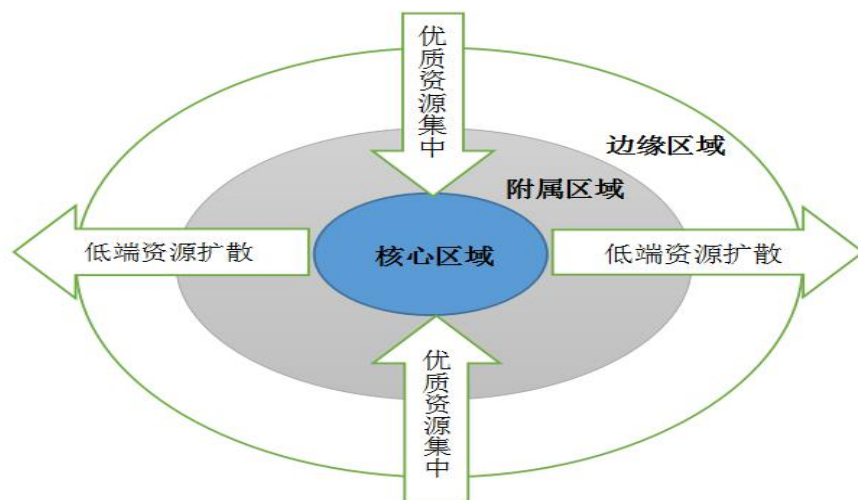 优质资源集中
边缘区域
附属区域
低端资源扩散
核心区域
低端资源扩散
优质资源集中